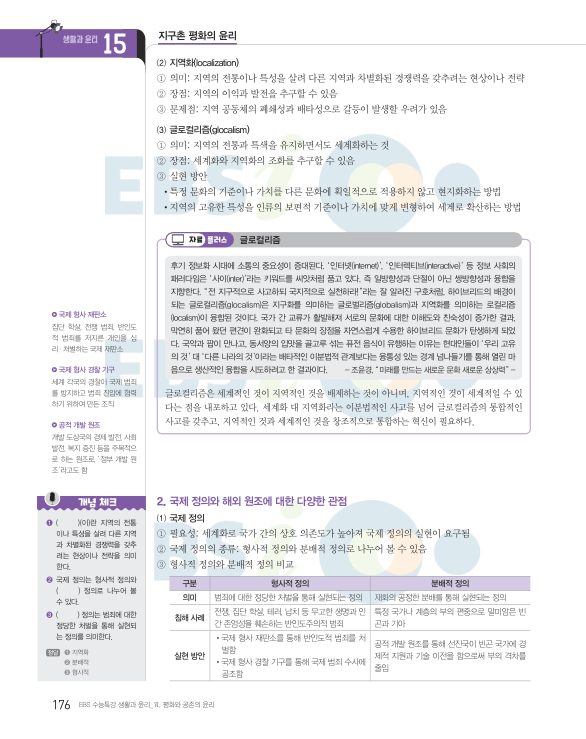 생활과 윤리 15
지구촌 평화의 윤리
(2) 지역화(localization)
① 의미: 지역의 전통이나 특성을 살려 다른 지역과 차별화된 경쟁력을 갖추려는 현상이나 전략
② 장점: 지역의 이익과 발전을 추구할 수 있음
③ 문제점: 지역 공동체의 폐쇄성과 배타성으로 갈등이 발생할 우려가 있음
(3) 글로컬리즘(glocalism)
① 의미: 지역의 전통과 특색을 유지하면서도 세계화하는 것
② 장점: 세계화와 지역화의 조화를 추구할 수 있음
③ 실현 방안
• 특정 문화의 기준이나 가치를 다른 문화에 획일적으로 적용하지 않고 현지화하는 방법
• 지역의 고유한 특성을 인류의 보편적 기준이나 가치에 맞게 변형하여 세계로 확산하는 방법
자료 플러스 글로컬리즘
후기 정보화 시대에 소통의 중요성이 증대된다. ‘인터넷(internet)’, ‘인터랙티브(interactive)’ 등 정보 사회의
패러다임은 ‘사이(inter)’라는 키워드를 씨앗처럼 품고 있다. 즉 일방향성과 단절이 아닌 쌍방향성과 융합을
지향한다. “전 지구적으로 사고하되 국지적으로 실천하라!”라는 잘 알려진 구호처럼, 하이브리드의 배경이
되는 글로컬리즘(glocalism)은 지구화를 의미하는 글로벌리즘(globalism)과 지역화를 의미하는 로컬리즘
(localism)이 융합된 것이다. 국가 간 교류가 활발해져 서로의 문화에 대한 이해도와 친숙성이 증가한 결과,
막연히 품어 왔던 편견이 완화되고 타 문화의 장점을 자연스럽게 수용한 하이브리드 문화가 탄생하게 되었
다. 국악과 팝이 만나고, 동서양의 입맛을 골고루 섞는 퓨전 음식이 유행하는 이유는 현대인들이 ‘우리 고유
의 것’ 대 ‘다른 나라의 것’이라는 배타적인 이분법적 관계보다는 융통성 있는 경계 넘나들기를 통해 열린 마
음으로 생산적인 융합을 시도하려고 한 결과이다. – 조윤경, “미래를 만드는 새로운 문화 새로운 상상력” –
글로컬리즘은 세계적인 것이 지역적인 것을 배제하는 것이 아니며, 지역적인 것이 세계적일 수 있
다는 점을 내포하고 있다. 세계화 대 지역화라는 이분법적인 사고를 넘어 글로컬리즘의 통합적인
사고를 갖추고, 지역적인 것과 세계적인 것을 창조적으로 통합하는 혁신이 필요하다.
국제 형사 재판소
집단 학살, 전쟁 범죄, 반인도
적 범죄를 저지른 개인을 심
리·처벌하는 국제 재판소
국제 형사 경찰 기구
세계 각국의 경찰이 국제 범죄
를 방지하고 범죄 진압에 협력
하기 위하여 만든 조직
공적 개발 원조
개발 도상국의 경제 발전, 사회
발전, 복지 증진 등을 주목적으
로 하는 원조로, ‘정부 개발 원
조’라고도 함
개념 체크
❶ ( )(이)란 지역의 전통
이나 특성을 살려 다른 지역
과 차별화된 경쟁력을 갖추
려는 현상이나 전략을 의미
한다.
❷ 국제 정의는 형사적 정의와
( ) 정의로 나누어 볼
수 있다.
❸ ( ) 정의는 범죄에 대한
정당한 처벌을 통해 실현되
는 정의를 의미한다.
정답 ❶ 지역화
❷ 분배적
❸ 형사적
2. 국제 정의와 해외 원조에 대한 다양한 관점
(1) 국제 정의
① 필요성: 세계화로 국가 간의 상호 의존도가 높아져 국제 정의의 실현이 요구됨
② 국제 정의의 종류: 형사적 정의와 분배적 정의로 나누어 볼 수 있음
③ 형사적 정의와 분배적 정의 비교
구분 형사적 정의 분배적 정의
의미 범죄에 대한 정당한 처벌을 통해 실현되는 정의 재화의 공정한 분배를 통해 실현되는 정의
침해 사례 전쟁, 집단 학살, 테러, 납치 등 무고한 생명과 인 특정 국가나 계층의 부의 편중으로 말미암은 빈
간 존엄성을 훼손하는 반인도주의적 범죄 곤과 기아
실현 방안 • 국제 형사 재판소를 통해 반인도적 범죄를 처
벌함
• 국제 형사 경찰 기구를 통해 국제 범죄 수사에
공조함
공적 개발 원조를 통해 선진국이 빈곤 국가에 경
제적 지원과 기술 이전을 함으로써 부의 격차를
줄임
176 EBS 수능특강 생활과 윤리_Ⅵ. 평화와 공존의 윤리
EBSi
EBSi
EBSi